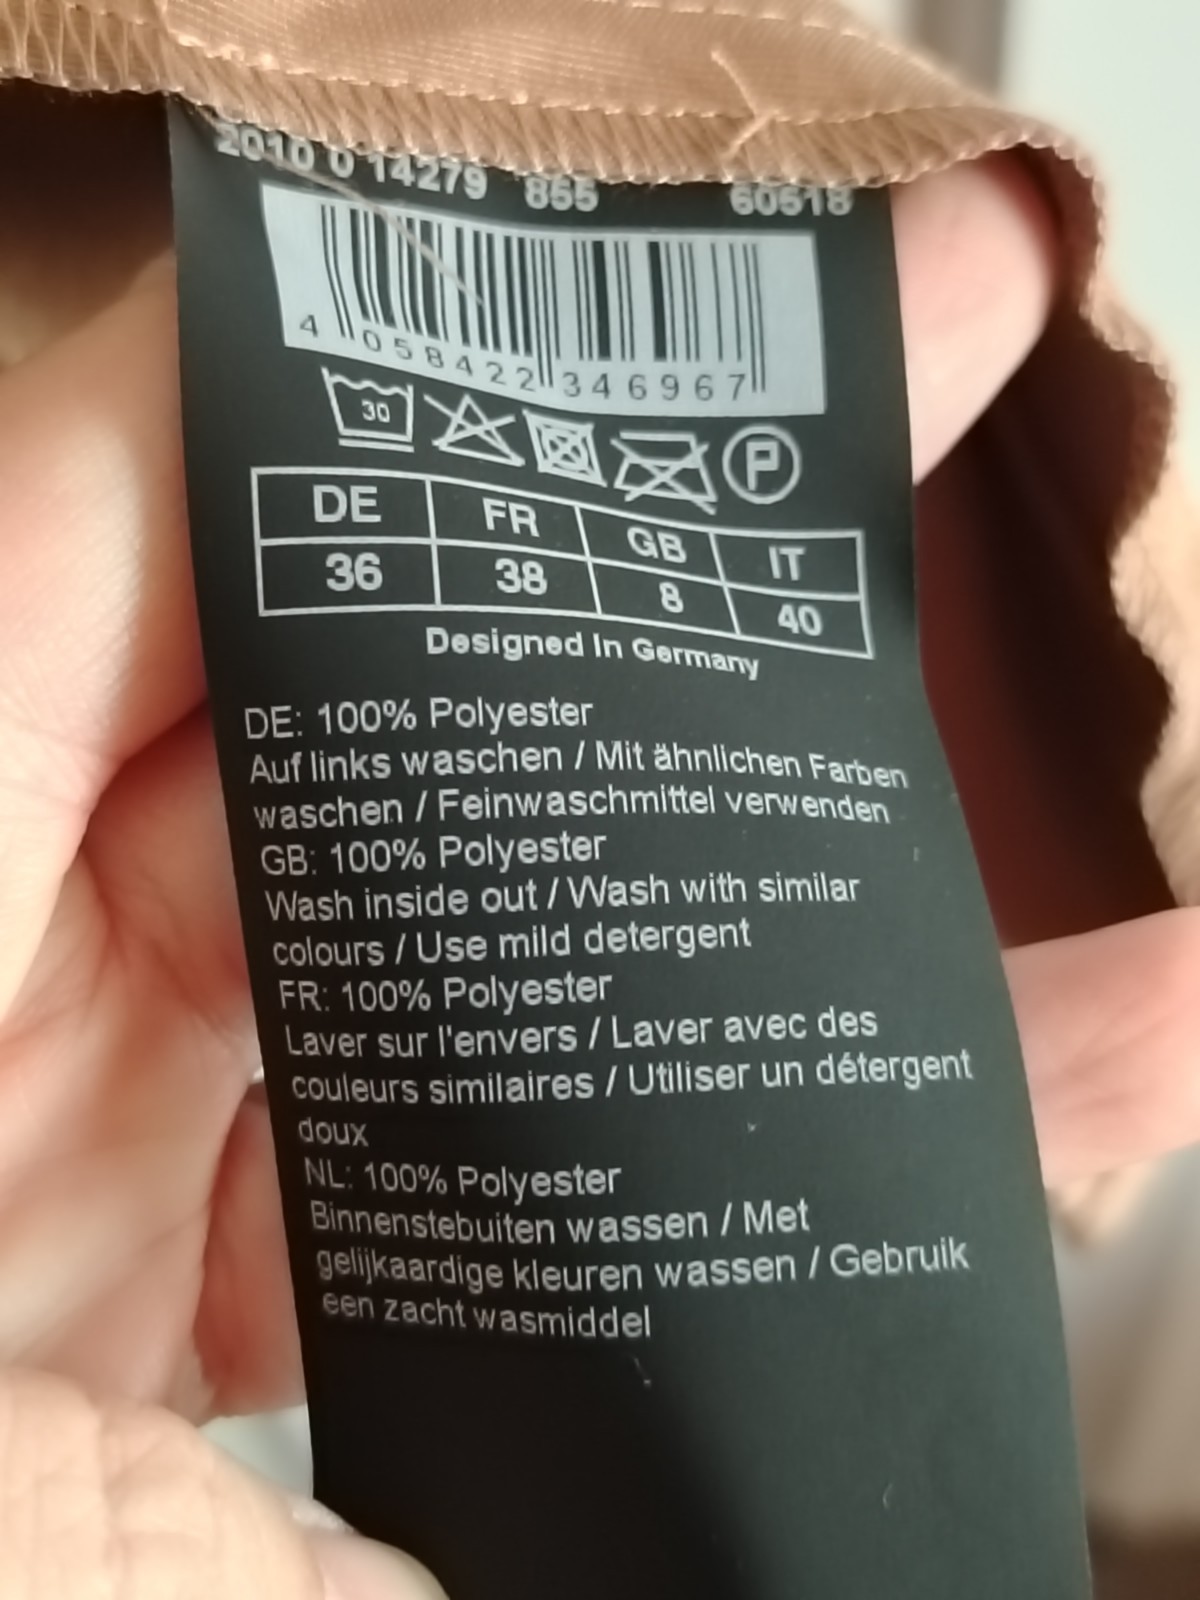 2010 0 14279 855 60518
4 058422 346967
30 P
DE FR GB IT
36 38 8 40
Designed In Germany
DE: 100% Polyester
Auf links waschen / Mit ähnlichen Farben
waschen / Feinwaschmittel verwenden
GB: 100% Polyester
Wash inside out / Wash with similar
colours / Use mild detergent
FR: 100% Polyester
Laver sur l'envers / Laver avec des
couleurs similaires / Utiliser un détergent
doux
NL: 100% Polyester
Binnenstebuiten wassen / Met
gelijkaardige kleuren wassen / Gebruik
een zacht wasmiddel